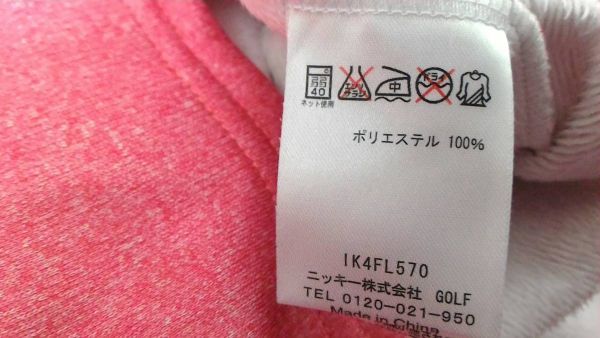 弱
40
ネット使用
エンソ
サラシ
中
ドライ
ポリエステル 100%
IK4FL570
ニッキー株式会社 GOLF
TEL 0120-021-950
Made in China